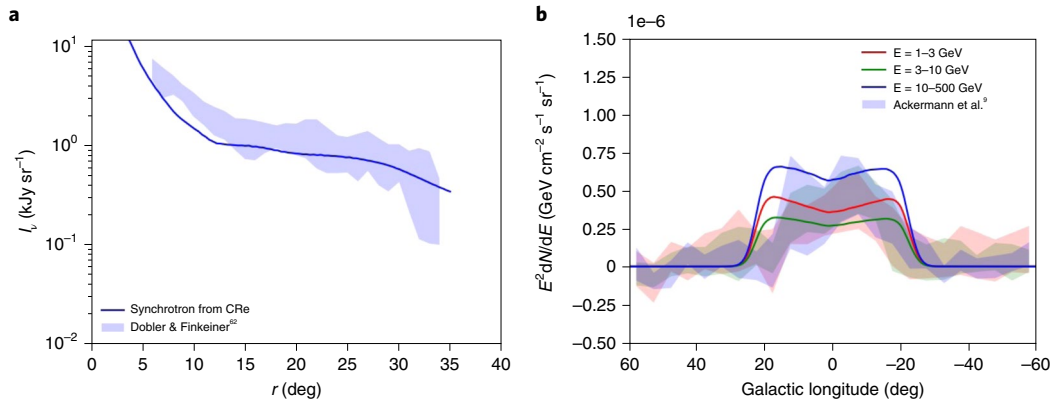 a
10¹
10⁰
10⁻¹
10⁻²
I_ν (kJy sr⁻¹)
Synchrotron from CRe
Dobler & Finkeiner⁶²
0 5 10 15 20 25 30 35 40
r (deg)
b
1e−6
1.50
1.25
1.00
0.75
0.50
0.25
0
−0.25
−0.50
E²dN/dE (GeV cm⁻² s⁻¹ sr⁻¹)
E = 1–3 GeV
E = 3–10 GeV
E = 10–500 GeV
Ackermann et al.⁹
60 40 20 0 −20 −40 −60
Galactic longitude (deg)